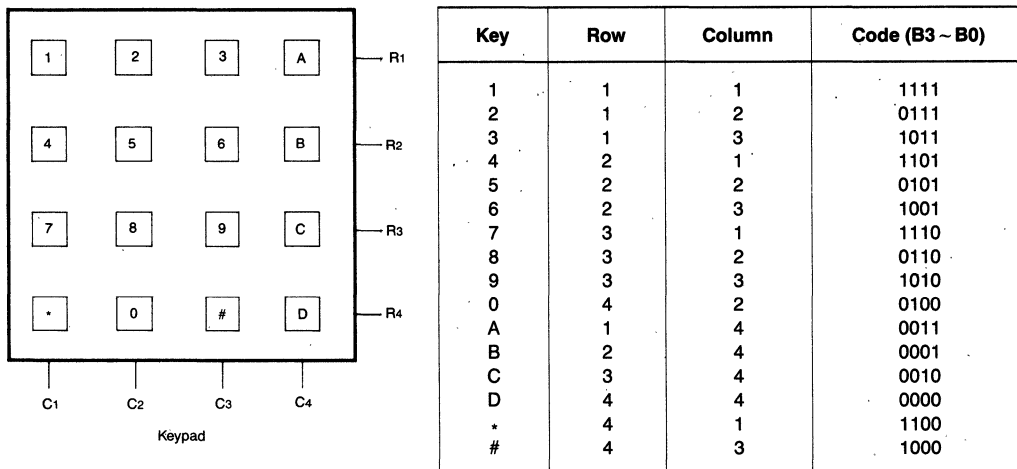 1 2 3 A R1
4 5 6 B R2
7 8 9 C R3
* 0 # D R4
C1 C2 C3 C4
Keypad
Key Row Column Code (B3 ~ B0)
1 1 1 1111
2 1 2 0111
3 1 3 1011
4 2 1 1101
5 2 2 0101
6 2 3 1001
7 3 1 1110
8 3 2 0110
9 3 3 1010
0 4 2 0100
A 1 4 0011
B 2 4 0001
C 3 4 0010
D 4 4 0000
* 4 1 1100
# 4 3 1000